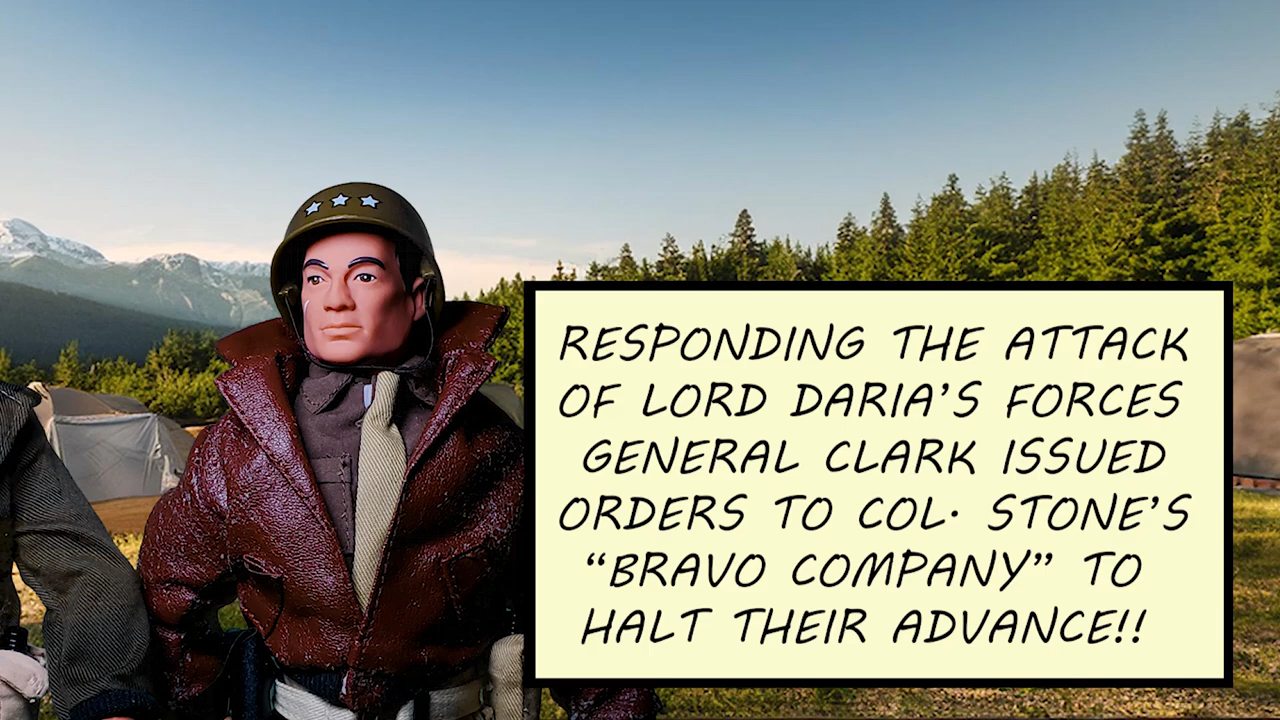 RESPONDING THE ATTACK
OF LORD DARIA’S FORCES
GENERAL CLARK ISSUED
ORDERS TO COL. STONE’S
“BRAVO COMPANY” TO
HALT THEIR ADVANCE!!